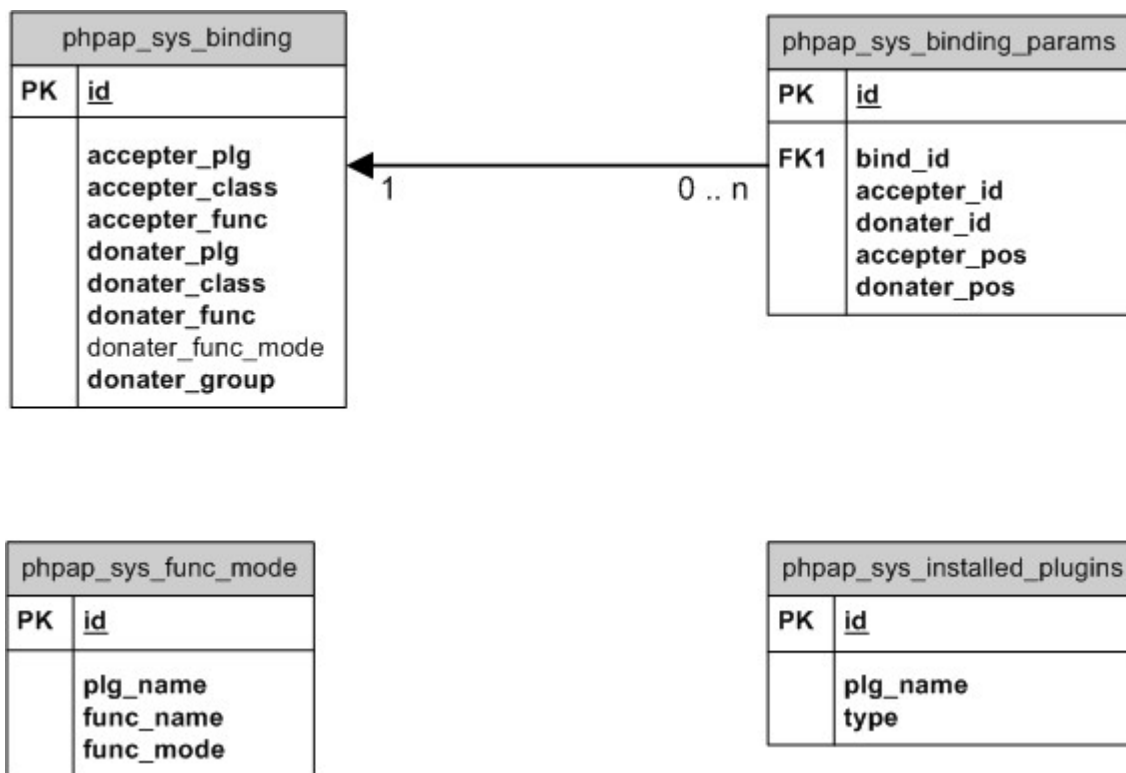 phpap_sys_binding
PK id
accepter_plg
accepter_class
accepter_func
donater_plg
donater_class
donater_func
donater_func_mode
donater_group
1
0 .. n
phpap_sys_binding_params
PK id
FK1 bind_id
accepter_id
donater_id
accepter_pos
donater_pos
phpap_sys_func_mode
PK id
plg_name
func_name
func_mode
phpap_sys_installed_plugins
PK id
plg_name
type